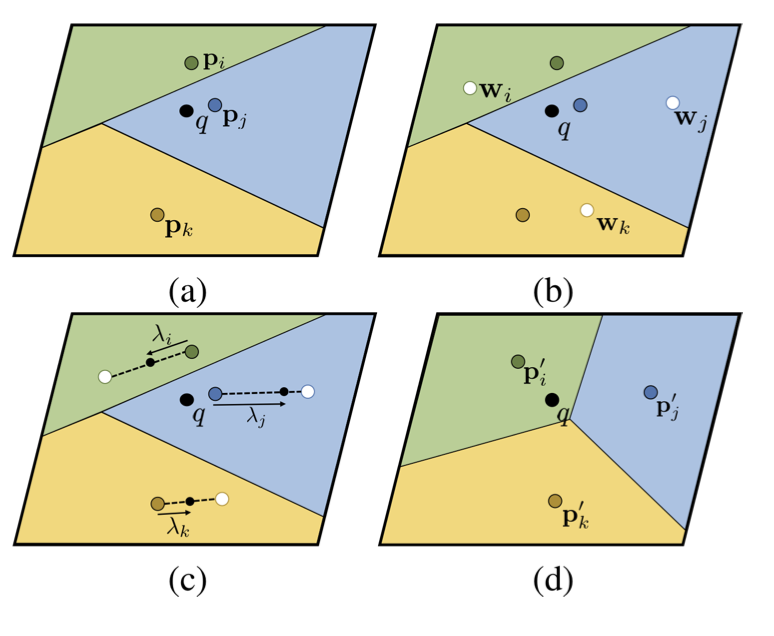 p_i
q p_j
p_k
(a)
w_i
w_j
q
w_k
(b)
λ_i
q
λ_j
λ_k
(c)
p'_i
p'_j
q
p'_k
(d)